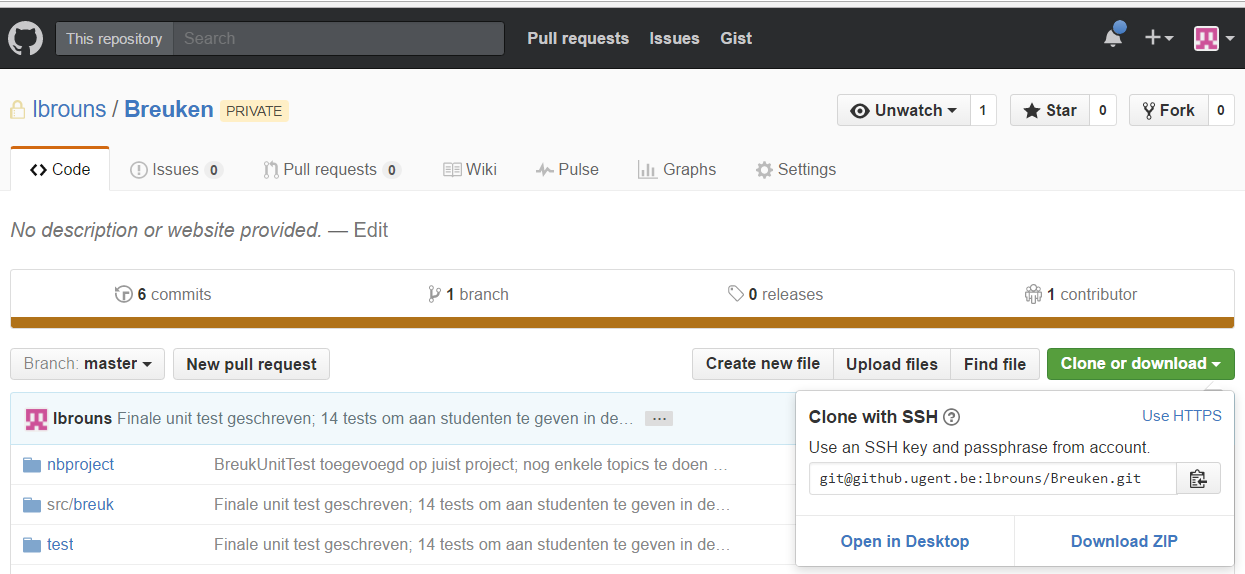 This repository Search Pull requests Issues Gist
lbrouns / Breuken PRIVATE Unwatch 1 Star 0 Fork 0
Code Issues 0 Pull requests 0 Wiki Pulse Graphs Settings
No description or website provided. — Edit
6 commits 1 branch 0 releases 1 contributor
Branch: master New pull request Create new file Upload files Find file Clone or download
lbrouns Finale unit test geschreven; 14 tests om aan studenten te geven in de… …
nbproject BreukUnitTest toegevoegd op juist project; nog enkele topics te doen …
src/breuk Finale unit test geschreven; 14 tests om aan studenten te geven in de…
test Finale unit test geschreven; 14 tests om aan studenten te geven in de…
Clone with SSH ? Use HTTPS
Use an SSH key and passphrase from account.
git@github.ugent.be:lbrouns/Breuken.git
Open in Desktop Download ZIP